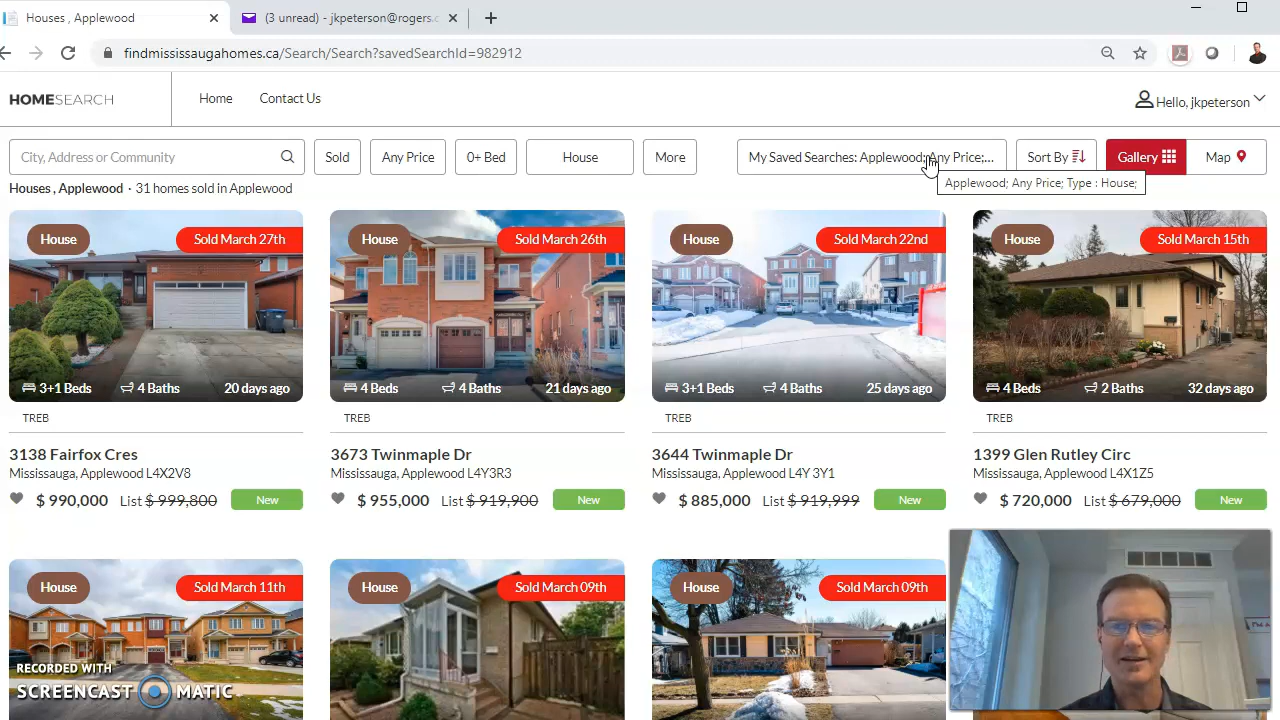 Houses , Applewood
(3 unread) - jkpeterson@rogers.c
findmississaugahomes.ca/Search/Search?savedSearchId=982912
HOMESEARCH
Home
Contact Us
Hello, jkpeterson
City, Address or Community
Sold
Any Price
0+ Bed
House
More
My Saved Searches: Applewood; Any Price;...
Sort By
Gallery
Map
Applewood; Any Price; Type : House;
Houses , Applewood · 31 homes sold in Applewood
House
Sold March 27th
3+1 Beds
4 Baths
20 days ago
TREB
3138 Fairfox Cres
Mississauga, Applewood L4X2V8
$ 990,000 List $ 999,800 New
House
Sold March 26th
4 Beds
4 Baths
21 days ago
TREB
3673 Twinmaple Dr
Mississauga, Applewood L4Y3R3
$ 955,000 List $ 919,900 New
House
Sold March 22nd
3+1 Beds
4 Baths
25 days ago
TREB
3644 Twinmaple Dr
Mississauga, Applewood L4Y 3Y1
$ 885,000 List $ 919,999 New
House
Sold March 15th
4 Beds
2 Baths
32 days ago
TREB
1399 Glen Rutley Circ
Mississauga, Applewood L4X1Z5
$ 720,000 List $ 679,000 New
House
Sold March 11th
House
Sold March 09th
House
Sold March 09th
RECORDED WITH
SCREENCAST MATIC